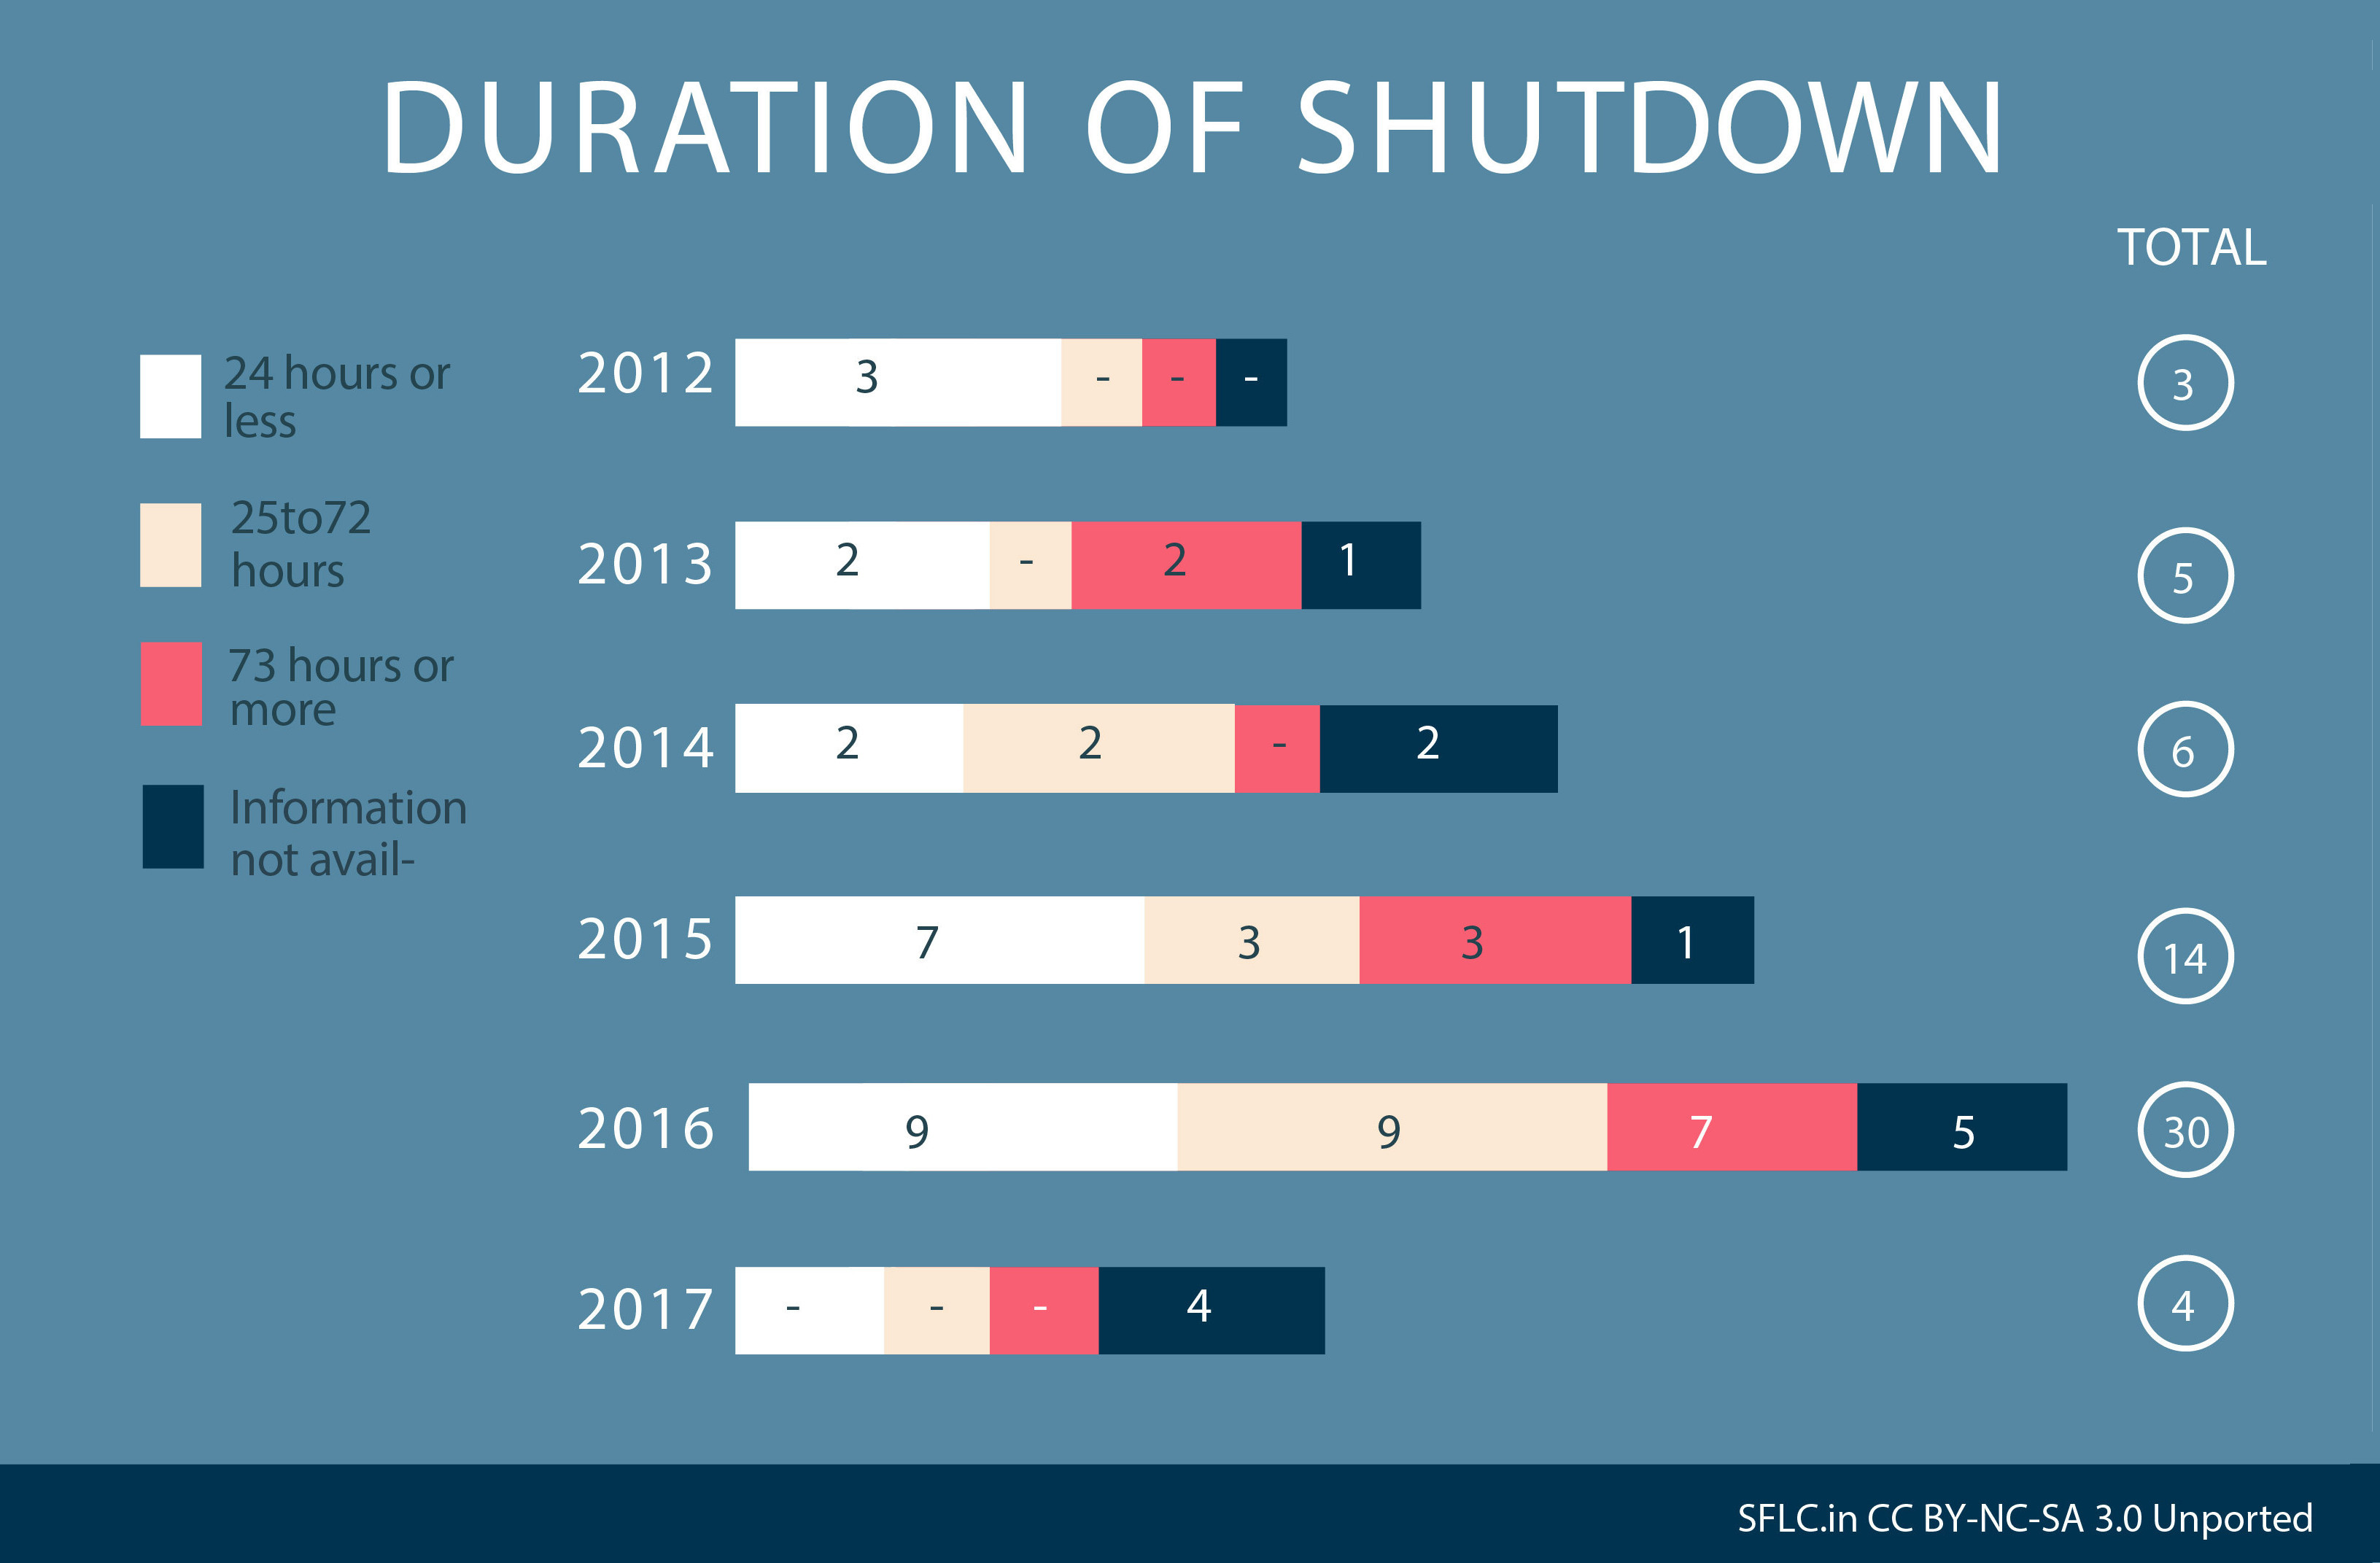 DURATION OF SHUTDOWN
TOTAL
24 hours or
less
25to72
hours
73 hours or
more
Information
not avail-
2012 3 - - - 3
2013 2 - 2 1 5
2014 2 2 - 2 6
2015 7 3 3 1 14
2016 9 9 7 5 30
2017 - - - 4 4
SFLC.in CC BY-NC-SA 3.0 Unported